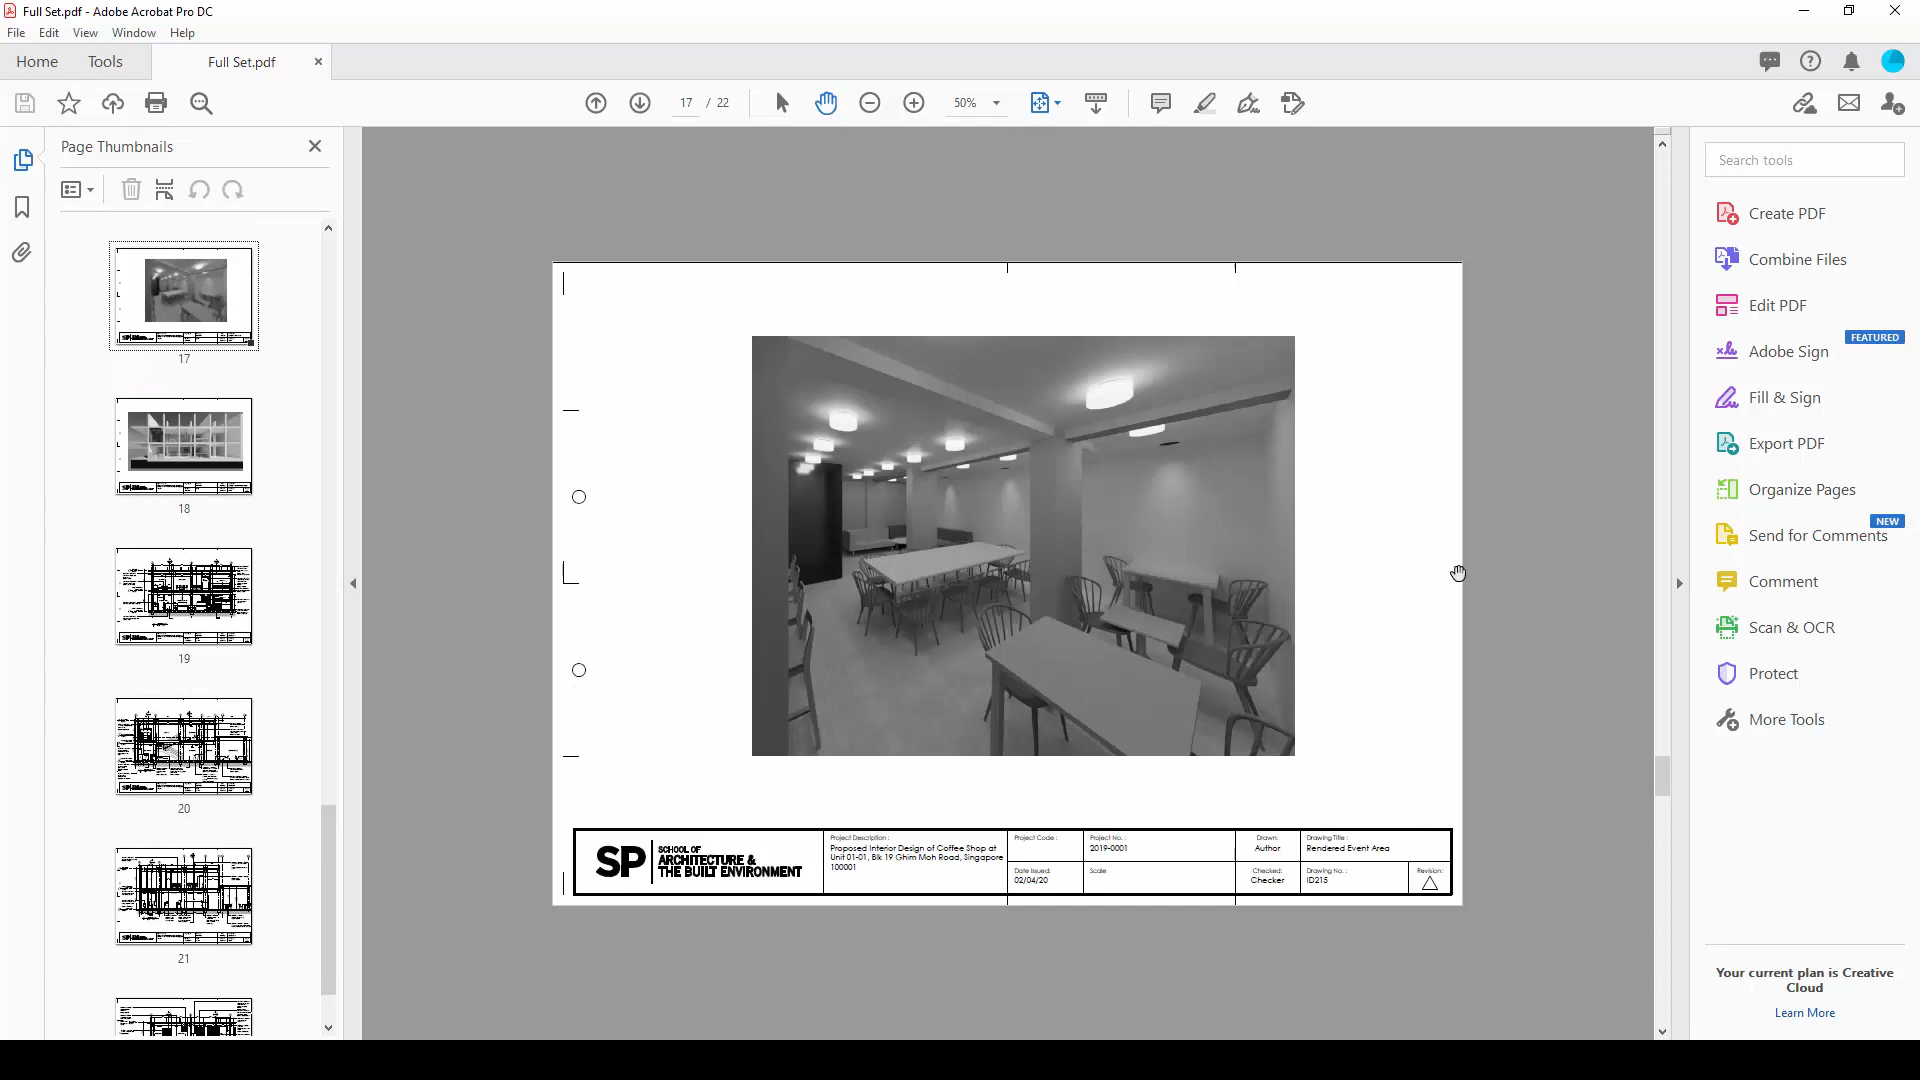 Full Set.pdf - Adobe Acrobat Pro DC
File Edit View Window Help
Home Tools Full Set.pdf
17 / 22 50%
Page Thumbnails
17
18
19
20
21
SP SCHOOL OF
ARCHITECTURE &
THE BUILT ENVIRONMENT
Project Description :
Proposed Interior Design of Coffee Shop at
Unit 01-01, Blk 19 Ghim Moh Road, Singapore
100001
Project Code :
Date Issued:
02/04/20
Project No. :
2019-0001
Scale
Drawn:
Author
Checked:
Checker
Drawing Title :
Rendered Event Area
Drawing No. :
ID215
Revision:
Search tools
Create PDF
Combine Files
Edit PDF
FEATURED
Adobe Sign
Fill & Sign
Export PDF
Organize Pages
NEW
Send for Comments
Comment
Scan & OCR
Protect
More Tools
Your current plan is Creative
Cloud
Learn More